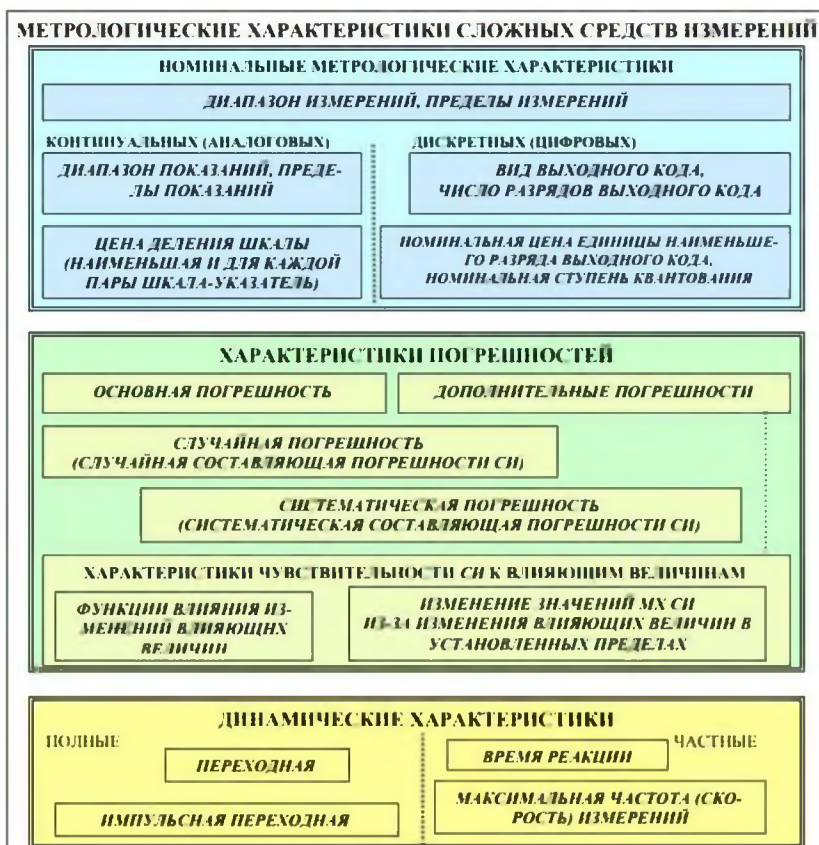 МЕТРОЛОГИЧЕСКИЕ ХАРАКТЕРИСТИКИ СЛОЖНЫХ СРЕДСТВ ИЗМЕРЕНИЙ
НОМИНАЛЬНЫЕ МЕТРОЛОГИЧЕСКИЕ ХАРАКТЕРИСТИКИ
ДИАПАЗОН ИЗМЕРЕНИЙ, ПРЕДЕЛЫ ИЗМЕРЕНИЙ
КОНТИНУАЛЬНЫХ (АНАЛОГОВЫХ)
ДИАПАЗОН ПОКАЗАНИЙ, ПРЕДЕ-
ЛЫ ПОКАЗАНИЙ
ЦЕНА ДЕЛЕНИЯ ШКАЛЫ
(НАИМЕНЬШАЯ И ДЛЯ КАЖДОЙ
ПАРЫ ШКАЛА-УКАЗАТЕЛЬ)
ДИСКРЕТНЫХ (ЦИФРОВЫХ)
ВИД ВЫХОДНОГО КОДА,
ЧИСЛО РАЗРЯДОВ ВЫХОДНОГО КОДА
НОМИНАЛЬНАЯ ЦЕНА ЕДИНИЦЫ НАИМЕНЬШЕ-
ГО РАЗРЯДА ВЫХОДНОГО КОДА,
НОМИНАЛЬНАЯ СТУПЕНЬ КВАНТОВАНИЯ
ХАРАКТЕРИСТИКИ ПОГРЕШНОСТЕЙ
ОСНОВНАЯ ПОГРЕШНОСТЬ
ДОПОЛНИТЕЛЬНЫЕ ПОГРЕШНОСТИ
СЛУЧАЙНАЯ ПОГРЕШНОСТЬ
(СЛУЧАЙНАЯ СОСТАВЛЯЮЩАЯ ПОГРЕШНОСТИ СИ)
СИСТЕМАТИЧЕСКАЯ ПОГРЕШНОСТЬ
(СИСТЕМАТИЧЕСКАЯ СОСТАВЛЯЮЩАЯ ПОГРЕШНОСТИ СИ)
ХАРАКТЕРИСТИКИ ЧУВСТВИТЕЛЬНОСТИ СИ К ВЛИЯЮЩИМ ВЕЛИЧИНАМ
ФУНКЦИИ ВЛИЯНИЯ ИЗ-
МЕНЕНИЙ ВЛИЯЮЩИХ
ВЕЛИЧИН
ИЗМЕНЕНИЕ ЗНАЧЕНИЙ МХ СИ
ИЗ-ЗА ИЗМЕНЕНИЯ ВЛИЯЮЩИХ ВЕЛИЧИН В
УСТАНОВЛЕННЫХ ПРЕДЕЛАХ
ДИНАМИЧЕСКИЕ ХАРАКТЕРИСТИКИ
ПОЛНЫЕ
ПЕРЕХОДНАЯ
ИМПУЛЬСНАЯ ПЕРЕХОДНАЯ
ЧАСТНЫЕ
ВРЕМЯ РЕАКЦИИ
МАКСИМАЛЬНАЯ ЧАСТОТА (СКО-
РОСТЬ) ИЗМЕРЕНИЙ